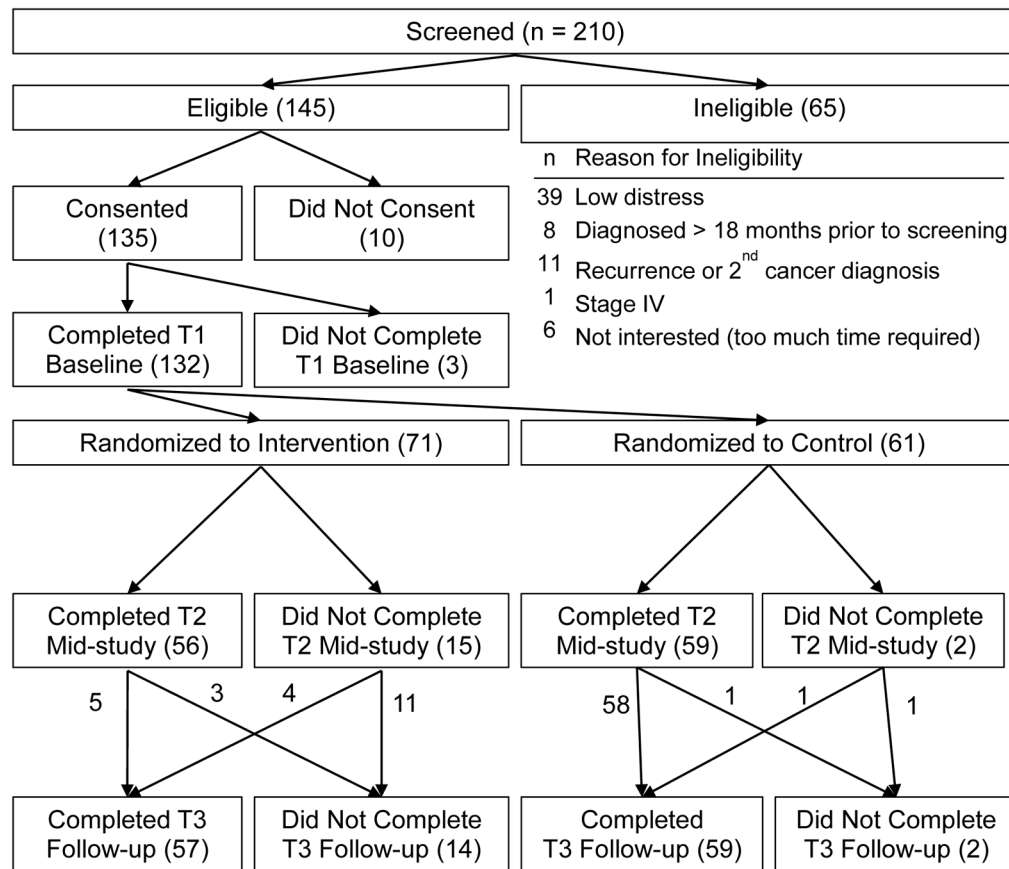 Screened (n = 210)
Eligible (145)
Ineligible (65)
n Reason for Ineligibility
39 Low distress
8 Diagnosed > 18 months prior to screening
11 Recurrence or 2nd cancer diagnosis
1 Stage IV
6 Not interested (too much time required)
Consented
(135)
Did Not Consent
(10)
Completed T1
Baseline (132)
Did Not Complete
T1 Baseline (3)
Randomized to Intervention (71)
Randomized to Control (61)
Completed T2
Mid-study (56)
Did Not Complete
T2 Mid-study (15)
Completed T2
Mid-study (59)
Did Not Complete
T2 Mid-study (2)
5
3
4
11
58
1
1
1
Completed T3
Follow-up (57)
Did Not Complete
T3 Follow-up (14)
Completed
T3 Follow-up (59)
Did Not Complete
T3 Follow-up (2)